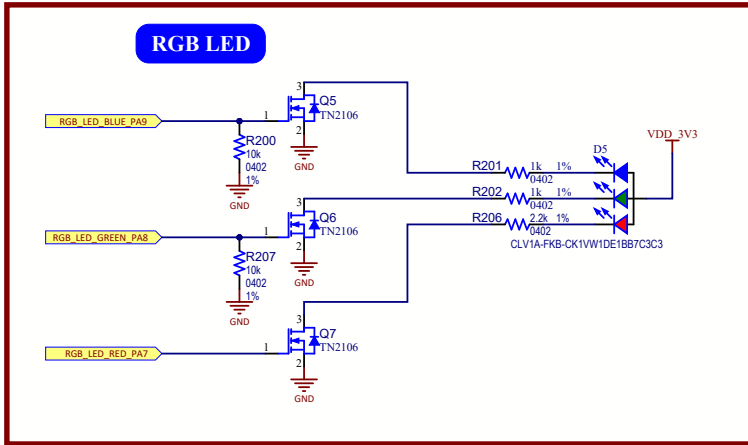 RGB LED
RGB_LED_BLUE_PA9
1
3
2
Q5
TN2106
GND
R200
10k
0402
1%
GND
RGB_LED_GREEN_PA8
1
3
2
Q6
TN2106
GND
R207
10k
0402
1%
GND
RGB_LED_RED_PA7
1
3
2
Q7
TN2106
GND
R201
1k 1%
0402
R202
1k 1%
0402
R206
2.2k 1%
0402
D5
VDD_3V3
CLV1A-FKB-CK1VW1DE1BB7C3C3